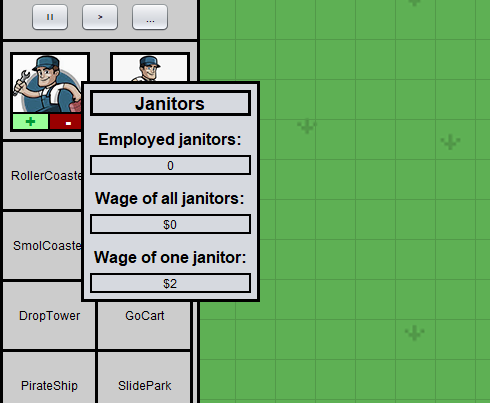 >
...
+ -
Janitors
Employed janitors:
0
Wage of all janitors:
$0
Wage of one janitor:
$2
RollerCoaste
SmolCoaste
DropTower GoCart
PirateShip SlidePark